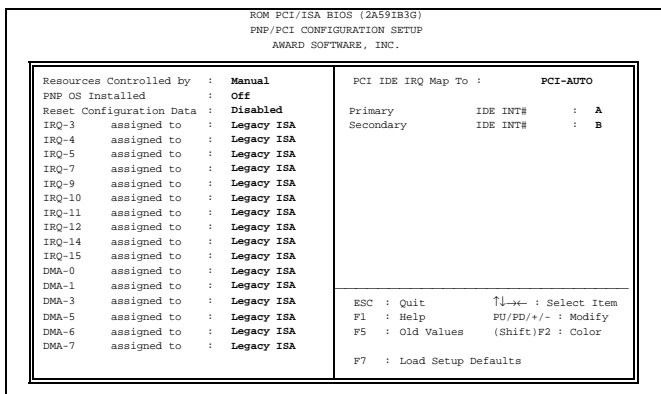 ROM PCI/ISA BIOS (2A59IB3G)
PNP/PCI CONFIGURATION SETUP
AWARD SOFTWARE, INC.
Resources Controlled by : Manual
PNP OS Installed : Off
Reset Configuration Data : Disabled
IRQ-3 assigned to : Legacy ISA
IRQ-4 assigned to : Legacy ISA
IRQ-5 assigned to : Legacy ISA
IRQ-7 assigned to : Legacy ISA
IRQ-9 assigned to : Legacy ISA
IRQ-10 assigned to : Legacy ISA
IRQ-11 assigned to : Legacy ISA
IRQ-12 assigned to : Legacy ISA
IRQ-14 assigned to : Legacy ISA
IRQ-15 assigned to : Legacy ISA
DMA-0 assigned to : Legacy ISA
DMA-1 assigned to : Legacy ISA
DMA-3 assigned to : Legacy ISA
DMA-5 assigned to : Legacy ISA
DMA-6 assigned to : Legacy ISA
DMA-7 assigned to : Legacy ISA
PCI IDE IRQ Map To : PCI-AUTO
Primary IDE INT# : A
Secondary IDE INT# : B
ESC : Quit ↑↓→← : Select Item
F1 : Help PU/PD/+/- : Modify
F5 : Old Values (Shift)F2 : Color
F7 : Load Setup Defaults